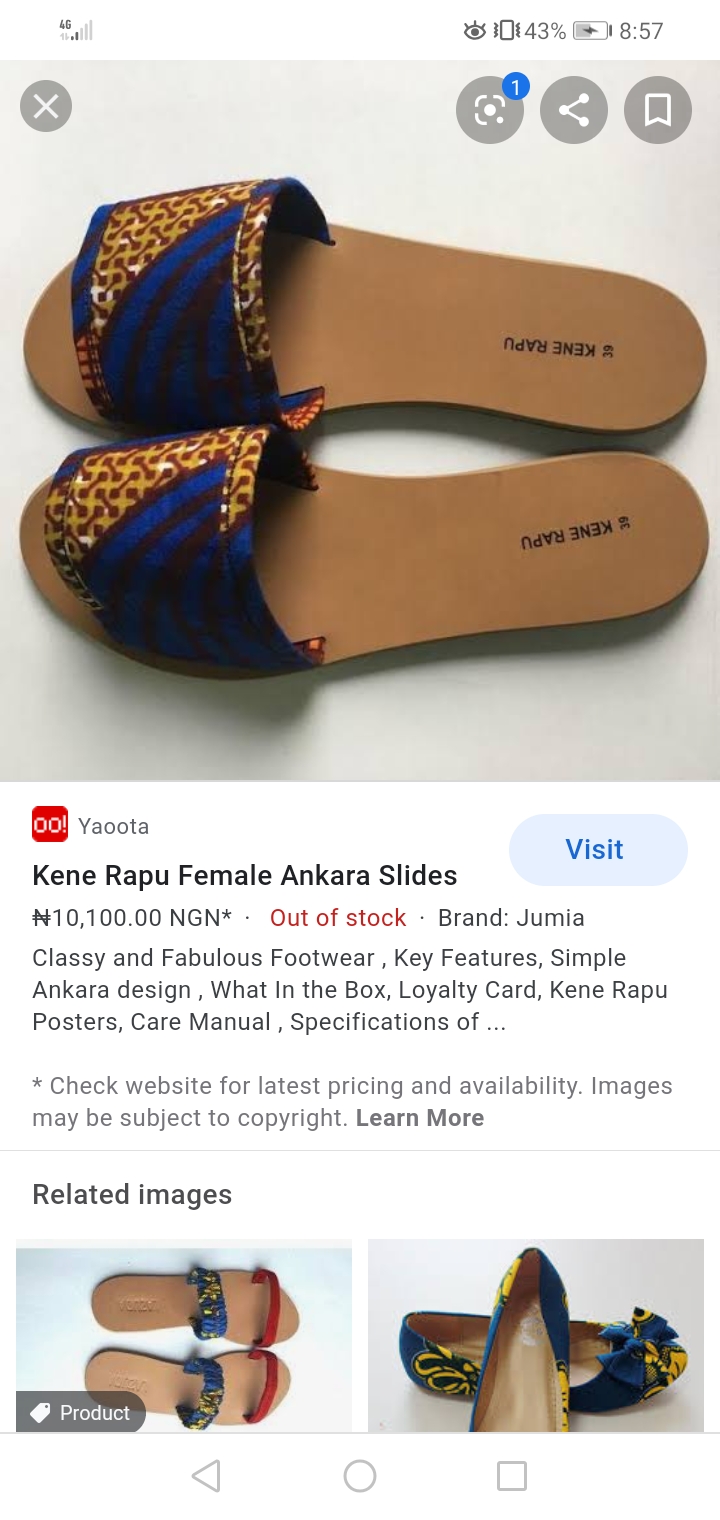 4G
43%
8:57
1
39 KENE RAPU
39 KENE RAPU
oo!
Yaoota
Visit
Kene Rapu Female Ankara Slides
₦10,100.00 NGN* · Out of stock · Brand: Jumia
Classy and Fabulous Footwear , Key Features, Simple
Ankara design , What In the Box, Loyalty Card, Kene Rapu
Posters, Care Manual , Specifications of ...
* Check website for latest pricing and availability. Images
may be subject to copyright. Learn More
Related images
Product